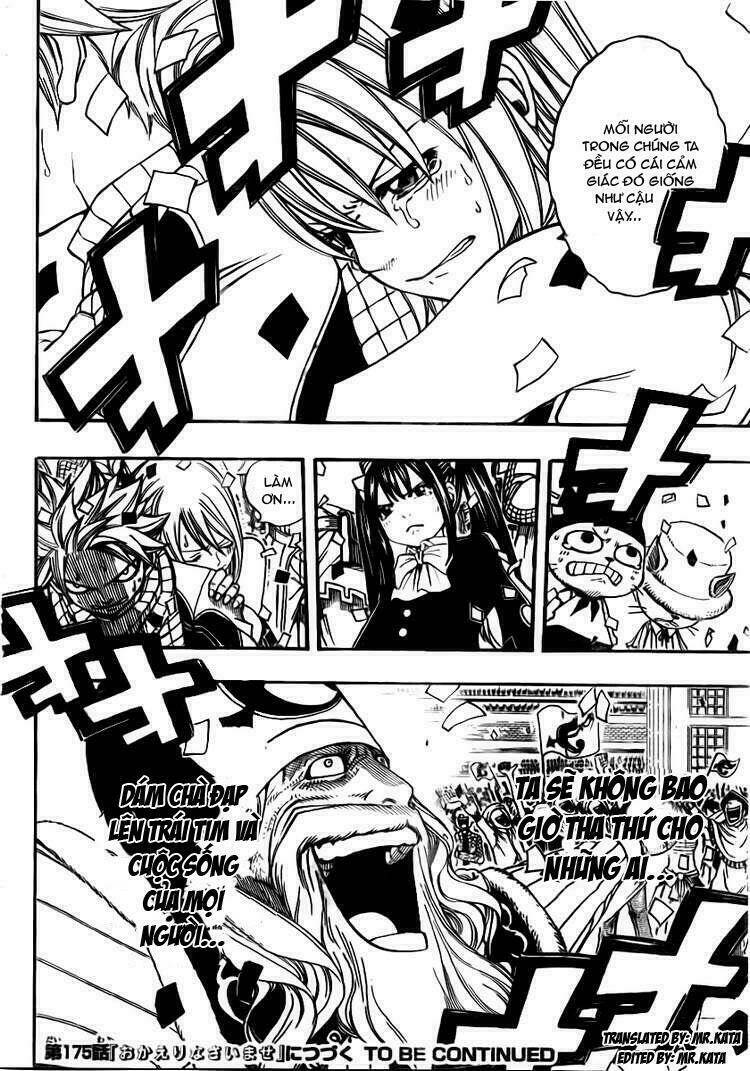 MỖI NGƯỜI
TRONG CHÚNG TA
ĐỀU CÓ CÁI CẢM
GIÁC ĐÓ GIỐNG
NHƯ CẬU
VẬY..
LÀM
ƠN...
TA SẼ KHÔNG BAO
GIỜ THA THỨ CHO
NHỮNG AI...
DÁM CHÀ ĐẠP
LÊN TRÁI TIM VÀ
CUỘC SỐNG
CỦA MỌI
NGƯỜI...
第175話『おかえりなさいませ』につづく TO BE CONTINUED
TRANSLATED BY: MR.KATA
EDITED BY: MR.KATA